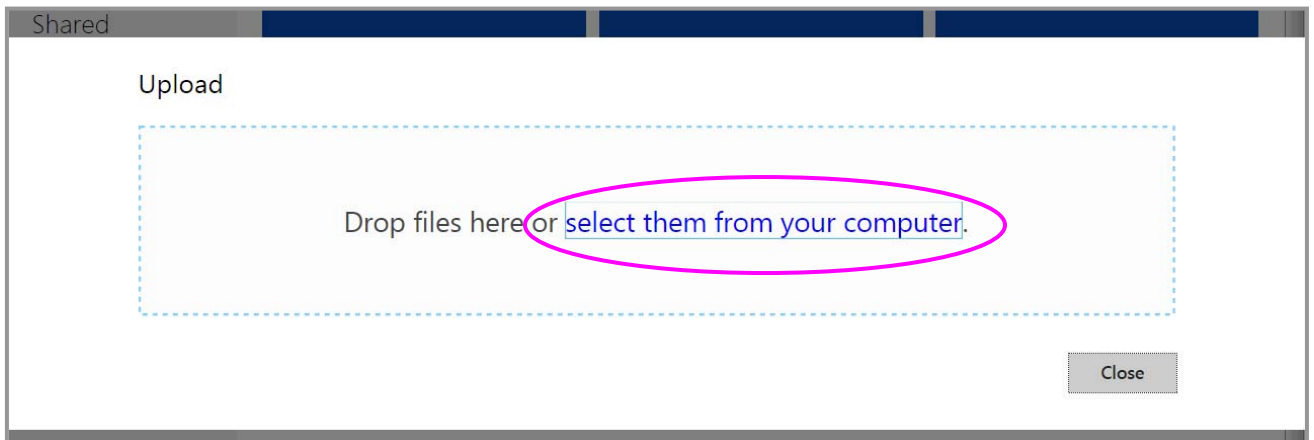 Shared
Upload
Drop files here or select them from your computer.
Close